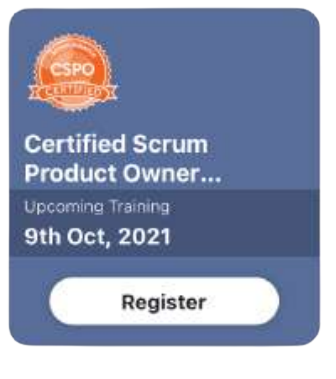 CSPO
CERTIFIED
Certified Scrum
Product Owner...
Upcoming Training
9th Oct, 2021
Register